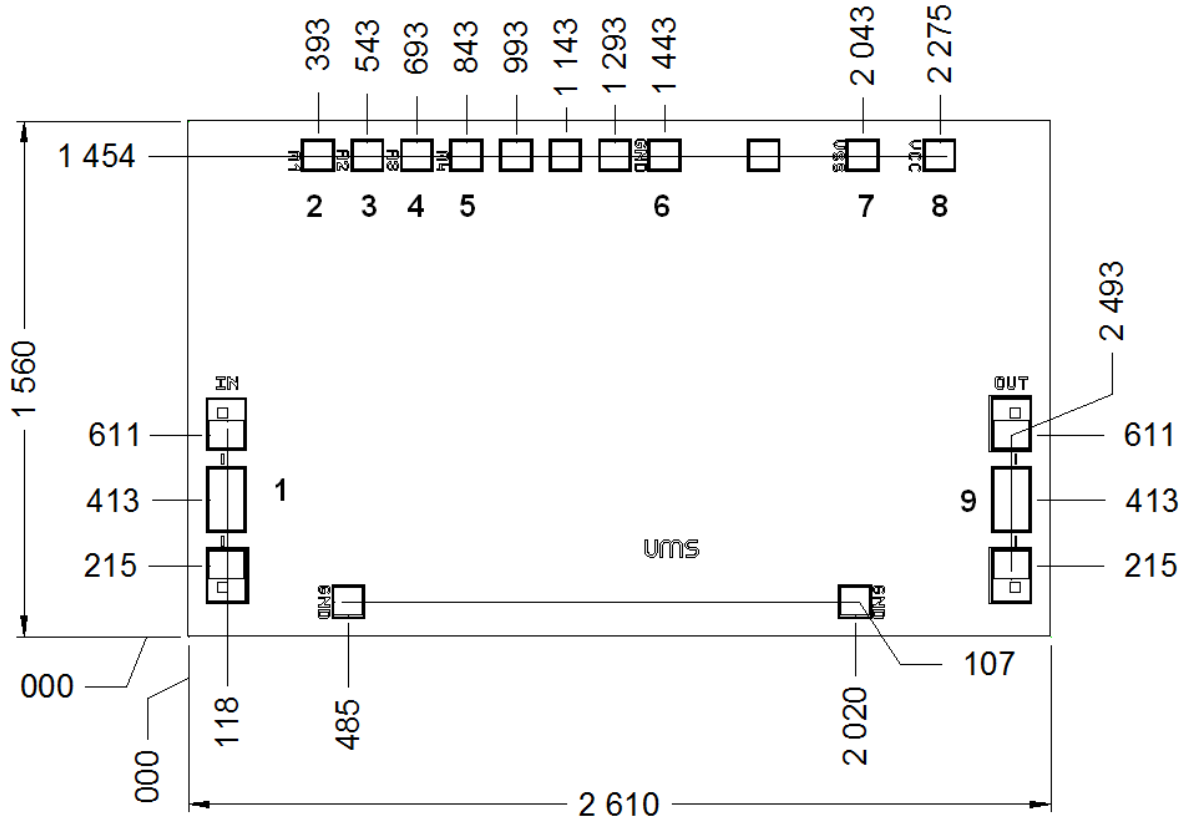 393 543 693 843 993 1 143 1 293 1 443 2 043 2 275
1 454
A1 A2 A3 A4 GND VSS VCC
2 3 4 5 6 7 8
2 493
1 560
IN OUT
611 611
413 1 9 413
215 215
ums
GND GND
107
000
000 118 485 2 020
2 610